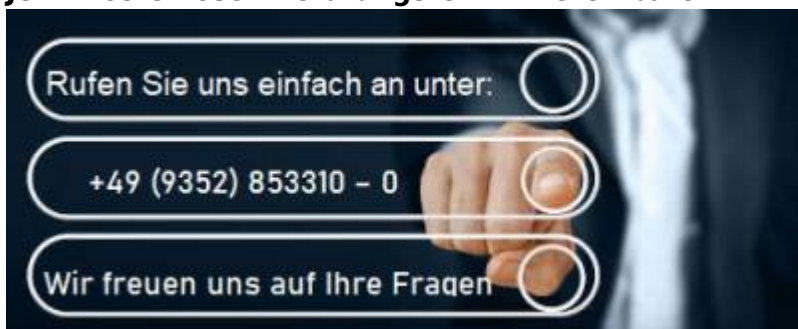 Rufen Sie uns einfach an unter:
+49 (9352) 853310 – 0
Wir freuen uns auf Ihre Fragen